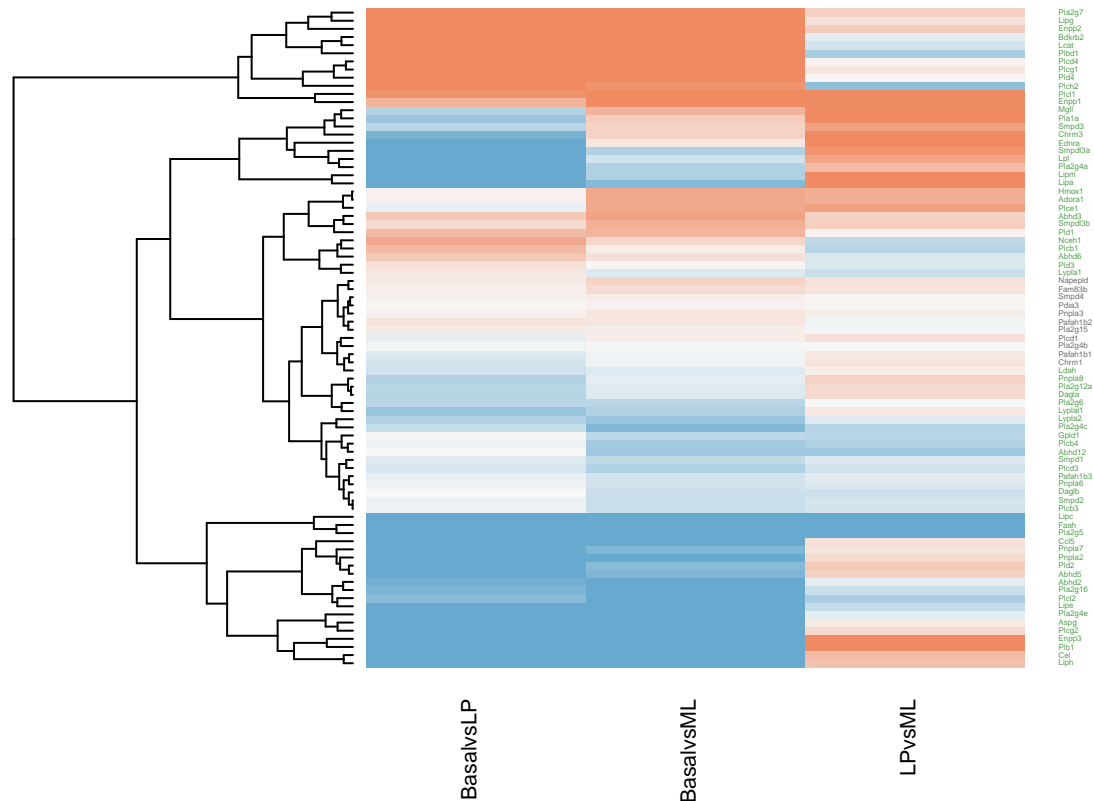 Pla2g7
Lipg
Enpp2
Bdkrb2
Lcat
Plbd1
Plcd4
Plcg1
Pld4
Plch2
Plcl1
Enpp1
Mgll
Pla1a
Smpd3
Chrm3
Ednra
Smpdl3a
Lpl
Pla2g4a
Lipm
Lipa
Hmox1
Adora1
Plce1
Abhd3
Smpdl3b
Pld1
Nceh1
Plcb1
Abhd6
Pld3
Lypla1
Napepld
Fam83b
Smpd4
Pdia3
Pnpla3
Pafah1b2
Pla2g15
Plcd1
Pla2g4b
Pafah1b1
Chrm1
Ldah
Pnpla8
Pla2g12a
Dagla
Pla2g6
Lyplal1
Lypla2
Pla2g4c
Gpld1
Plcb4
Abhd12
Smpd1
Plcd3
Pafah1b3
Pnpla6
Daglb
Smpd2
Plcb3
Lipc
Faah
Pla2g5
Ccl5
Pnpla7
Pnpla2
Pld2
Abhd5
Abhd2
Pla2g16
Plcl2
Lipe
Pla2g4e
Aspg
Plcg2
Enpp3
Plb1
Cel
Liph
BasalvsLP
BasalvsML
LPvsML